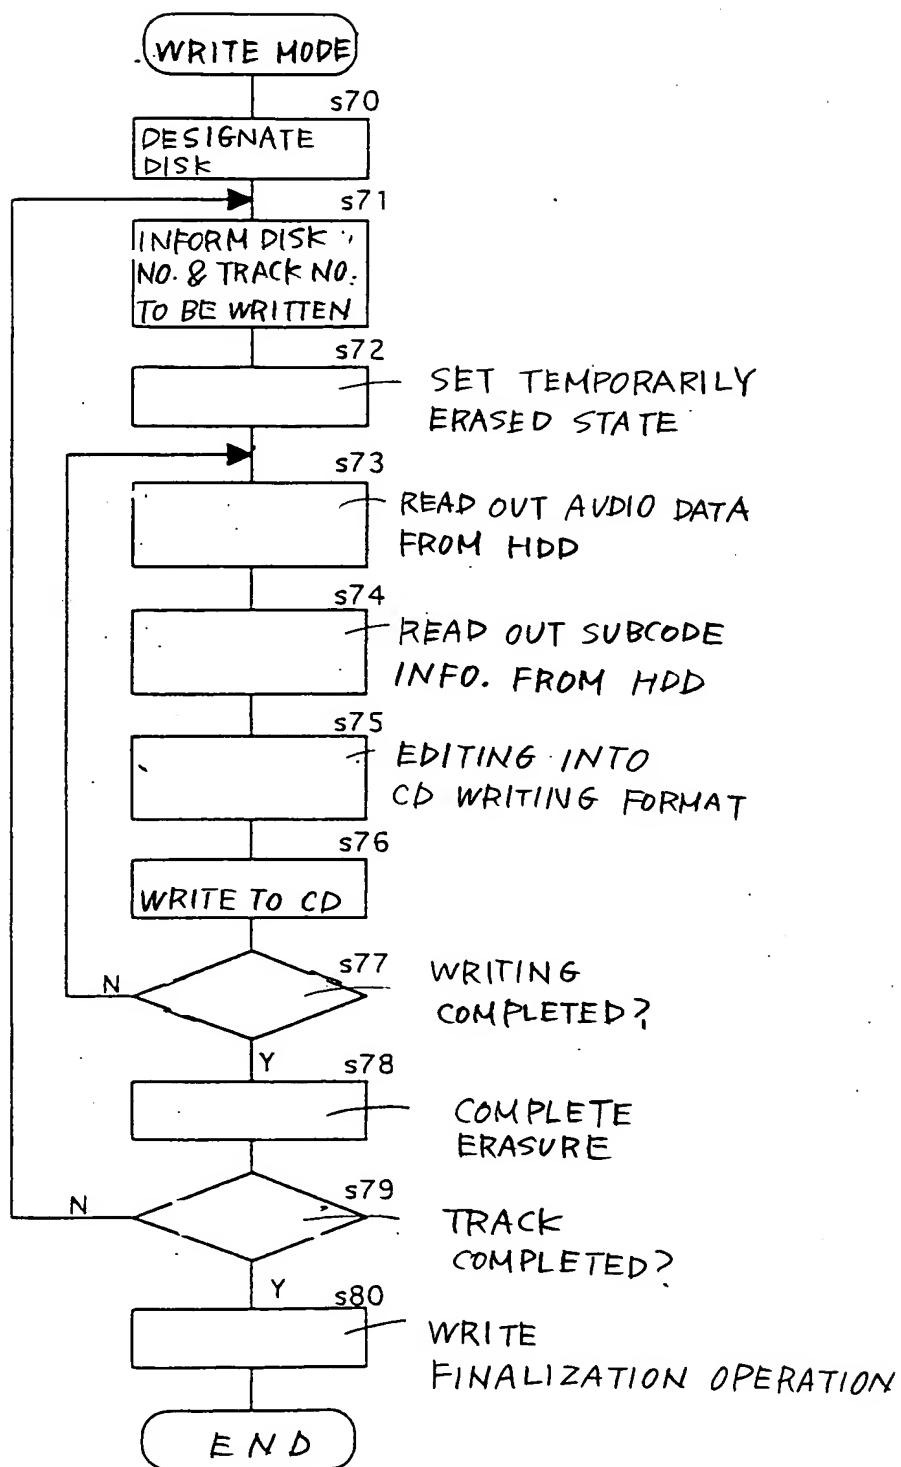 WRITE MODE
s70
DESIGNATE
DISK
s71
INFORM DISK
NO. & TRACK NO.
TO BE WRITTEN
s72
SET TEMPORARILY
ERASED STATE
s73
READ OUT AUDIO DATA
FROM HDD
s74
READ OUT SUBCODE
INFO. FROM HDD
s75
EDITING INTO
CD WRITING FORMAT
s76
WRITE TO CD
s77
N
WRITING
COMPLETED?
Y
s78
COMPLETE
ERASURE
s79
N
TRACK
COMPLETED?
Y
s80
WRITE
FINALIZATION OPERATION
END